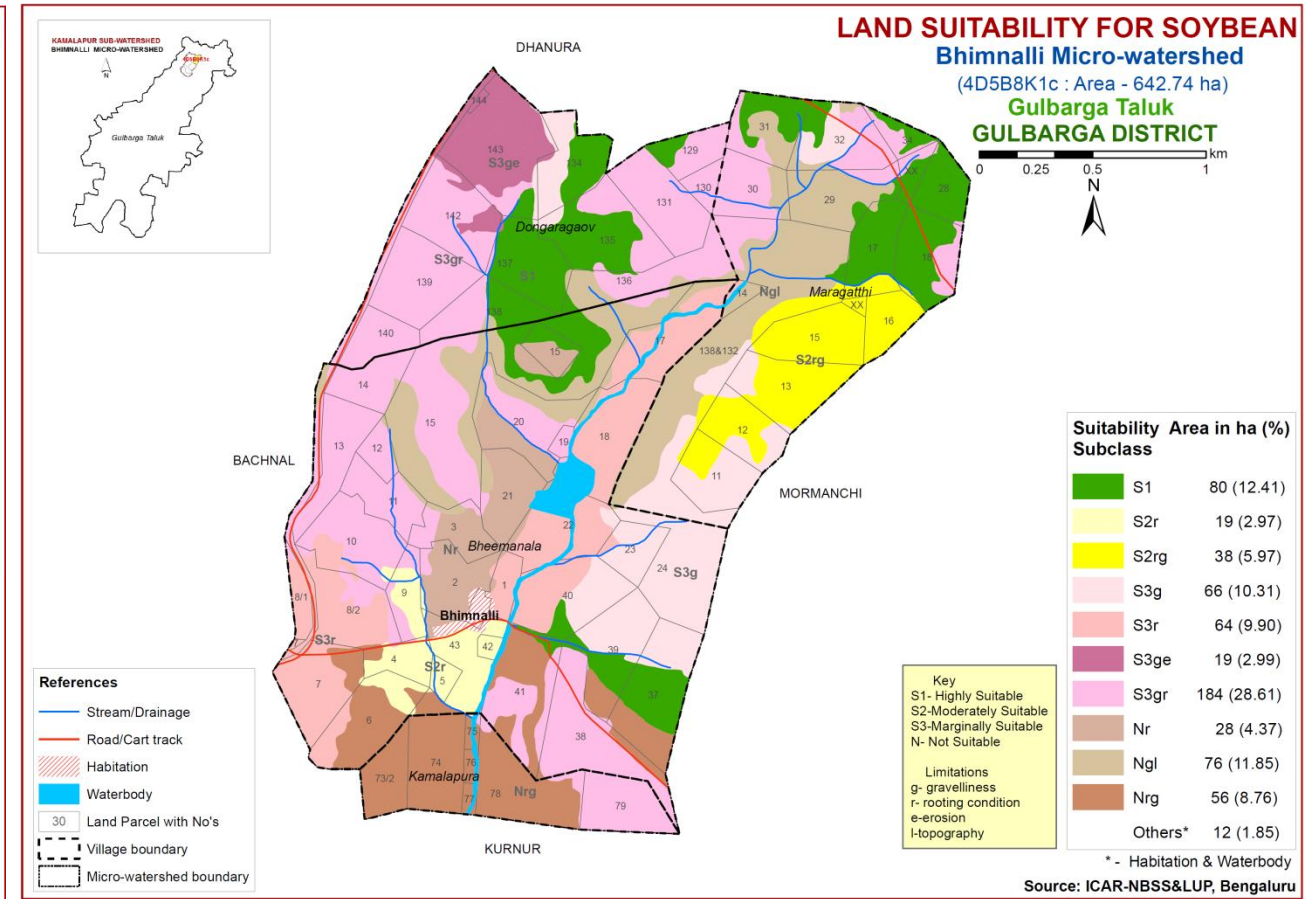 KAMALAPUR SUB-WATERSHED
BHIMNALLI MICRO-WATERSHED
4D5B8K1c
N
Gulbarga Taluk
LAND SUITABILITY FOR SOYBEAN
Bhimnalli Micro-watershed
(4D5B8K1c : Area - 642.74 ha)
Gulbarga Taluk
GULBARGA DISTRICT
km
0 0.25 0.5 1
N
DHANURA
144
143
S3ge
134
129
130
131
142
Dongaragaov
135
S3gr
137
S1
136
139
138
140
31
32
34
XX
30
29
28
17
18
14
Ngl
Maragatthi
XX
16
15
S2rg
138&132
13
12
11
17
15
14
15
20
19
18
13
12
BACHNAL
MORMANCHI
11
21
3
22
10
Nr
Bheemanala
23
24
S3g
2
1
40
9
8/1
8/2
Bhimnalli
S3r
43
42
39
4
S2r
5
7
41
37
6
38
75
74
76
73/2
Kamalapura
77
78
Nrg
79
KURNUR
References
Stream/Drainage
Road/Cart track
Habitation
Waterbody
30 Land Parcel with No's
Village boundary
Micro-watershed boundary
Key
S1- Highly Suitable
S2-Moderately Suitable
S3-Marginally Suitable
N- Not Suitable
Limitations
g- gravelliness
r- rooting condition
e-erosion
l-topography
Suitability Area in ha (%)
Subclass
S1 80 (12.41)
S2r 19 (2.97)
S2rg 38 (5.97)
S3g 66 (10.31)
S3r 64 (9.90)
S3ge 19 (2.99)
S3gr 184 (28.61)
Nr 28 (4.37)
Ngl 76 (11.85)
Nrg 56 (8.76)
Others* 12 (1.85)
* - Habitation & Waterbody
Source: ICAR-NBSS&LUP, Bengaluru